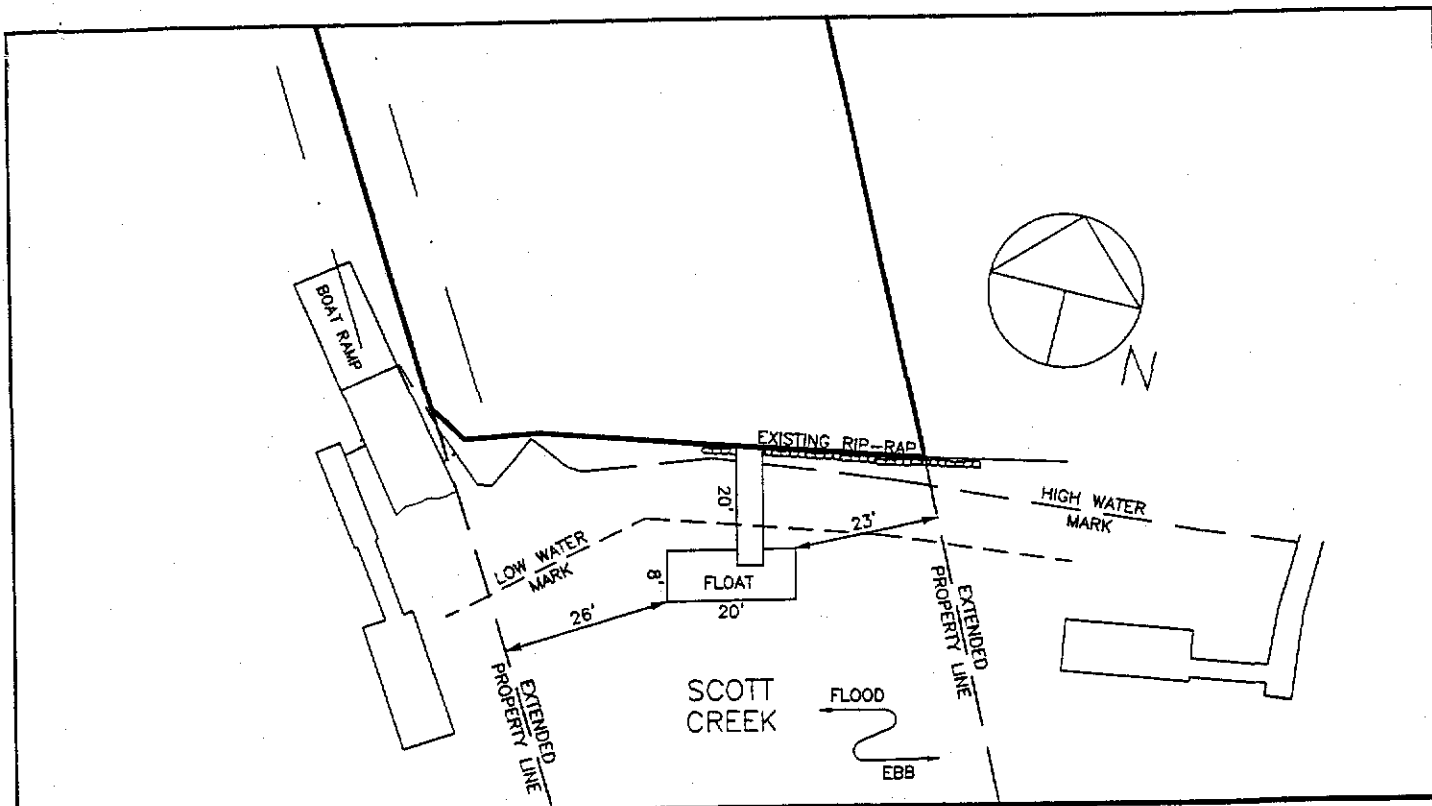 BOAT RAMP
N
EXISTING RIP-RAP
20'
HIGH WATER
MARK
23'
LOW WATER
MARK
8'
FLOAT
20'
26'
EXTENDED
PROPERTY LINE
EXTENDED
PROPERTY LINE
SCOTT
CREEK
FLOOD
EBB